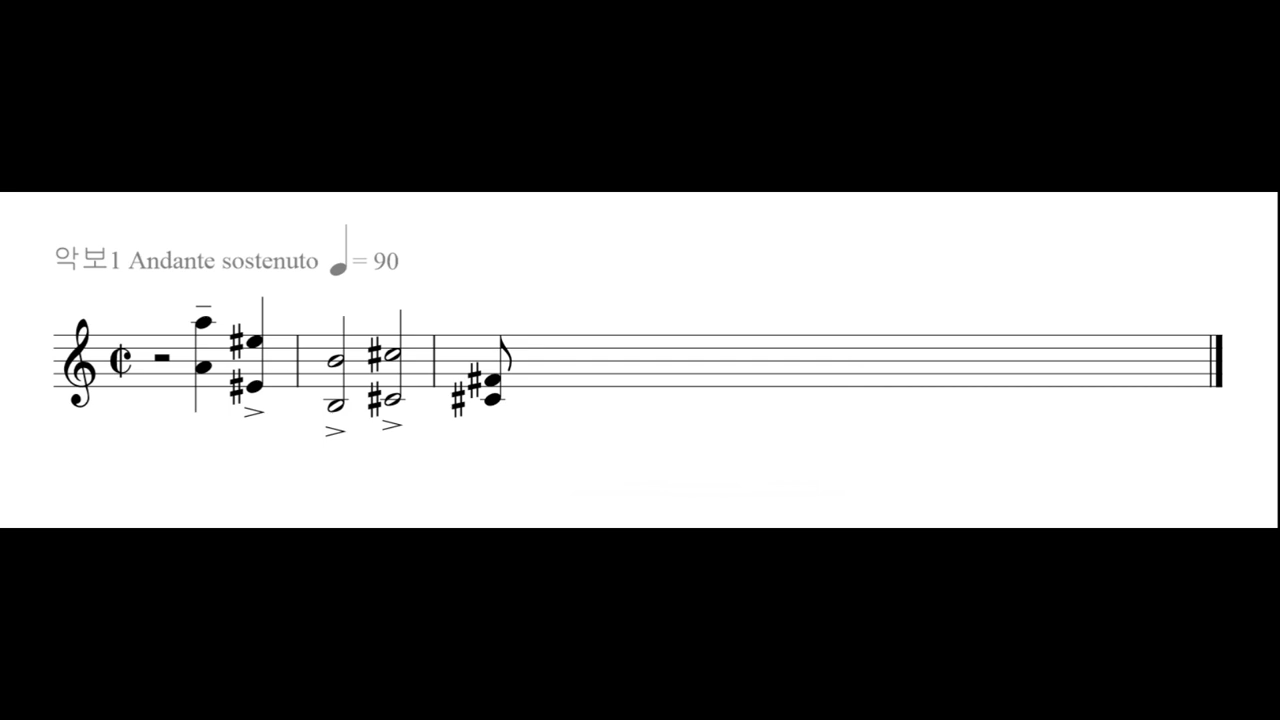 악보1 Andante sostenuto ♩= 90